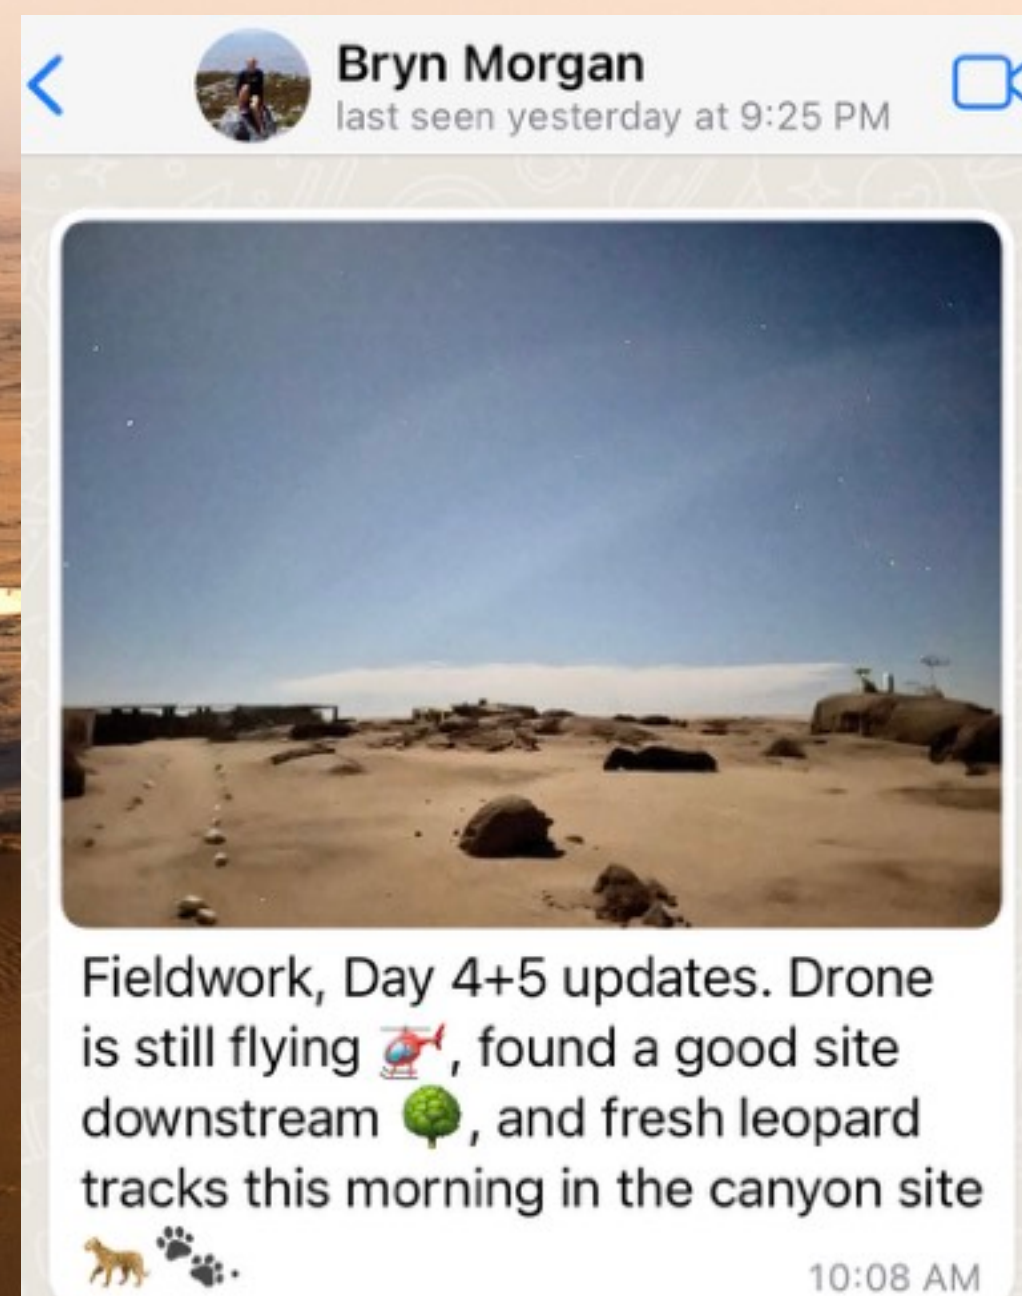 Bryn Morgan
last seen yesterday at 9:25 PM
Fieldwork, Day 4+5 updates. Drone
is still flying 🚁, found a good site
downstream 🌳, and fresh leopard
tracks this morning in the canyon site
🐆🐾.
10:08 AM